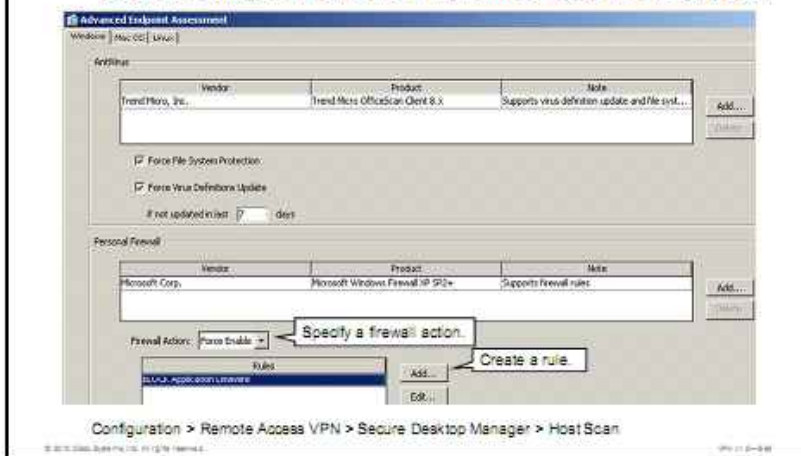 Advanced Endpoint Assessment
Windows Mac OS Linux
AntiVirus
Vendor Product Note
Trend Micro, Inc. Trend Micro OfficeScan Client 8.x Supports virus definition update and file syst...
Add...
Delete
Force File System Protection
Force Virus Definitions Update
if not updated in last 7 days
Personal Firewall
Vendor Product Note
Microsoft Corp. Microsoft Windows Firewall XP SP2+ Supports firewall rules
Add...
Delete
Firewall Action: Force Enable Specify a firewall action.
Rules
Add... Create a rule.
BLOCK Application
Edit...
Configuration > Remote Access VPN > Secure Desktop Manager > Host Scan